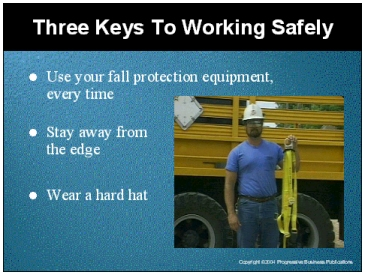 Three Keys To Working Safely
Use your fall protection equipment,
every time
Stay away from
the edge
Wear a hard hat
Copyright ©2004 Progressive Business Publications